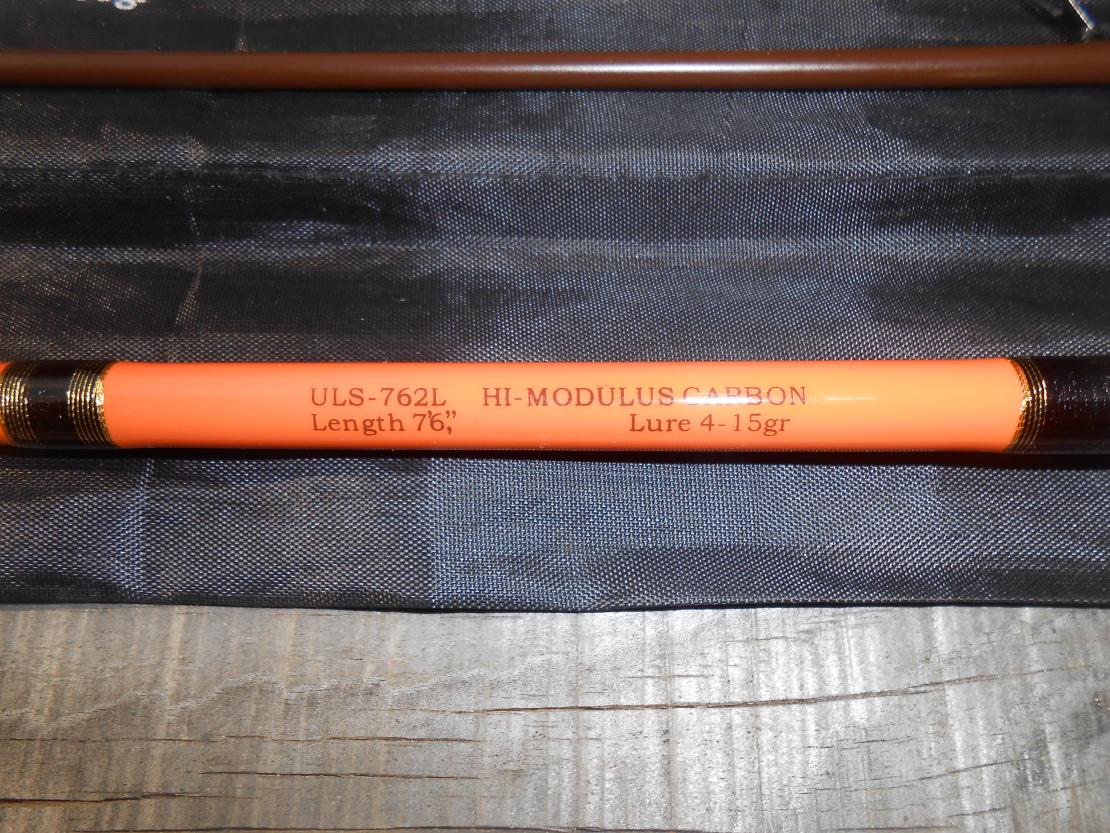 ULS-762L HI-MODULUS CARBON
Length 7'6," Lure 4-15gr